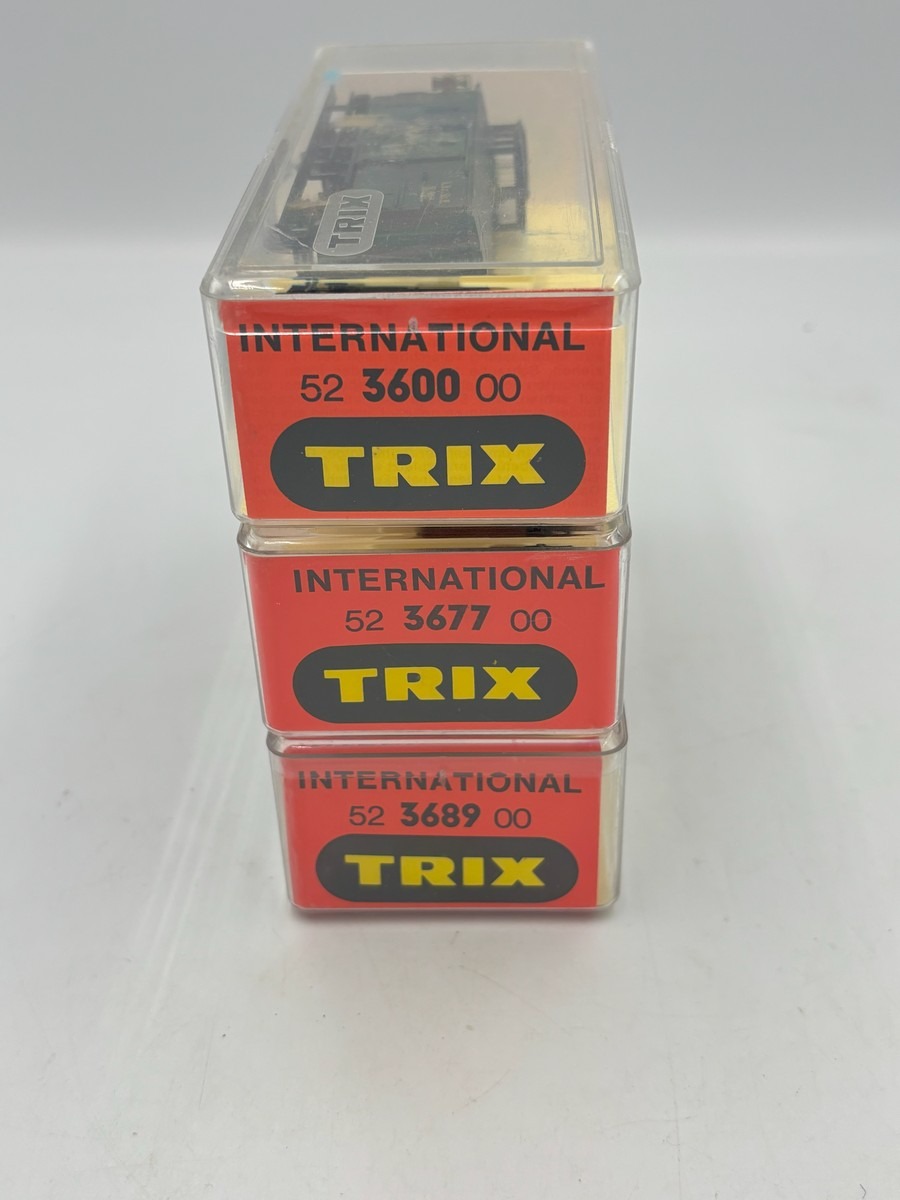 TRIX
INTERNATIONAL
52 3600 00
TRIX
INTERNATIONAL
52 3677 00
TRIX
INTERNATIONAL
52 3689 00
TRIX